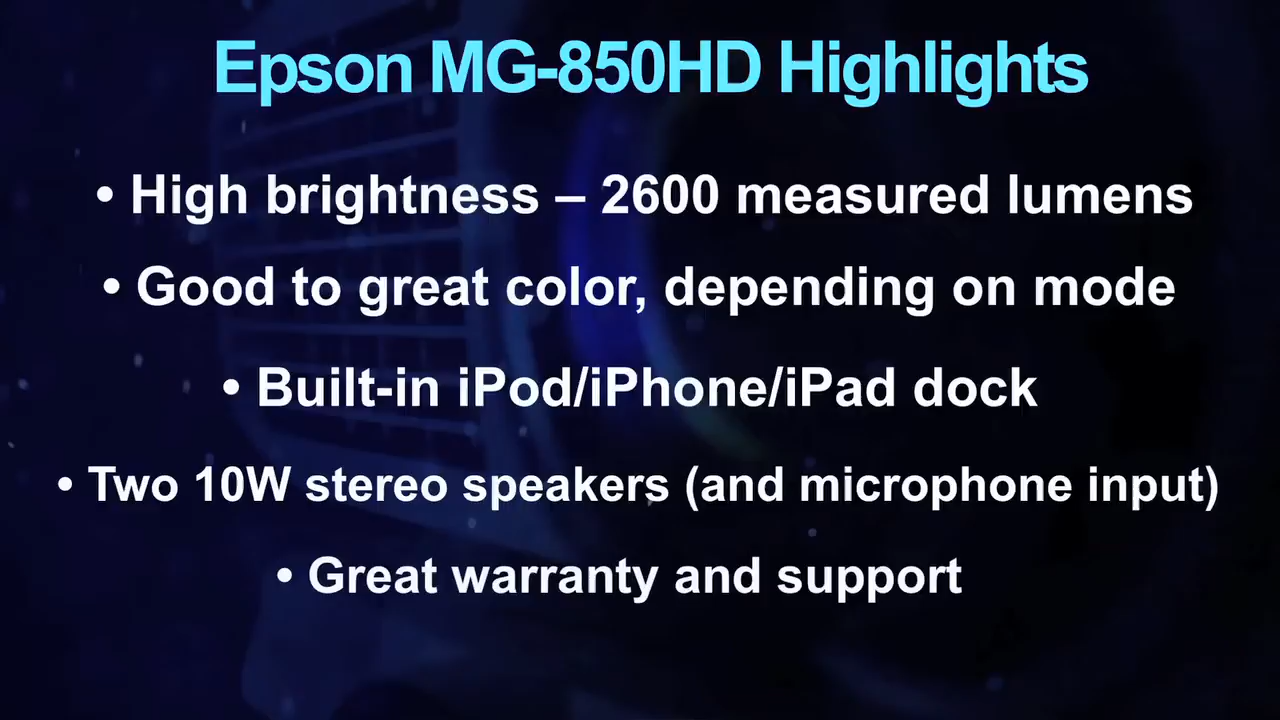 Epson MG-850HD Highlights
• High brightness – 2600 measured lumens
• Good to great color, depending on mode
• Built-in iPod/iPhone/iPad dock
• Two 10W stereo speakers (and microphone input)
• Great warranty and support